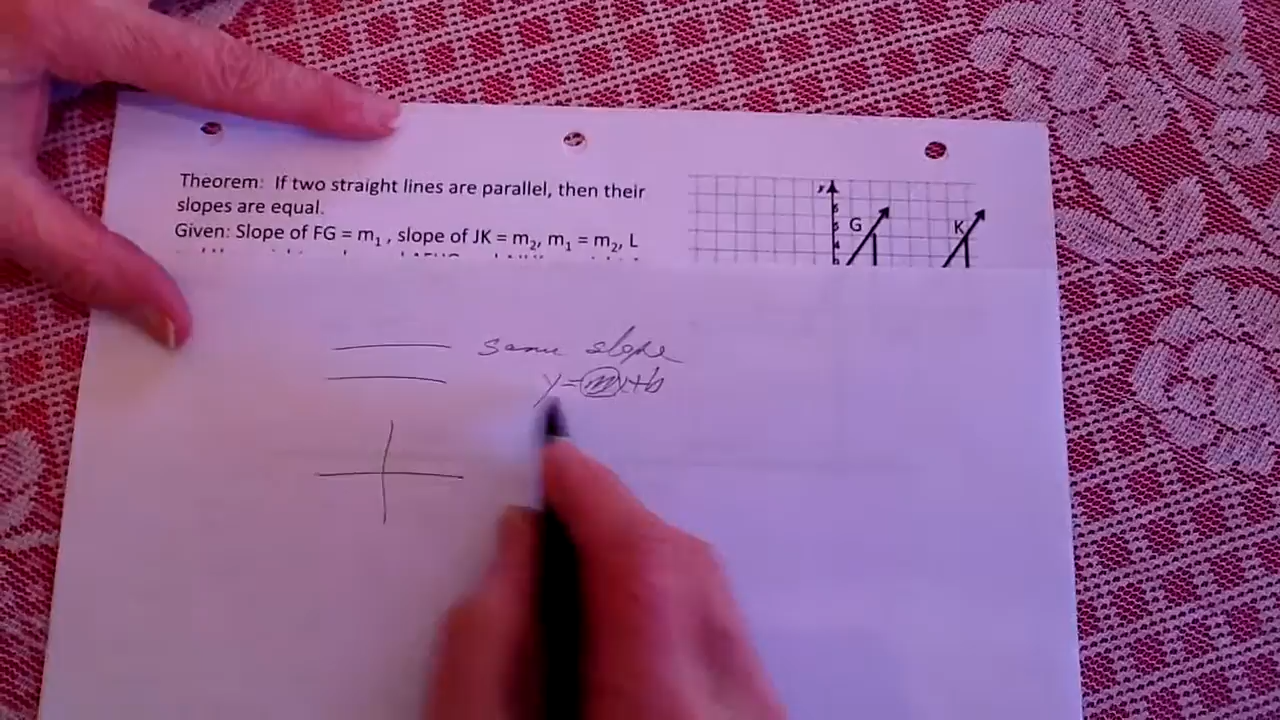 Theorem: If two straight lines are parallel, then their
slopes are equal.
Given: Slope of FG = m₁ , slope of JK = m₂, m₁ = m₂, L
y
G
K
same slope
y=mx+b